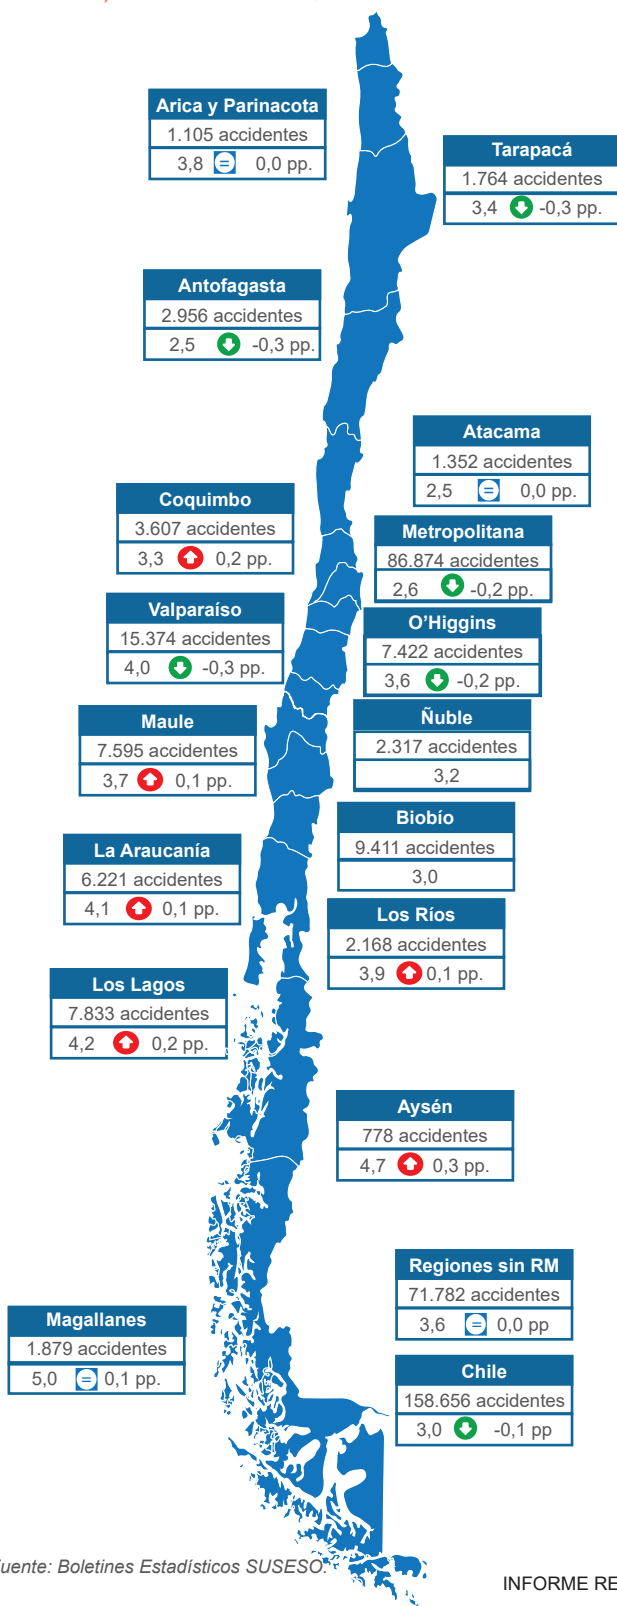 Arica y Parinacota
1.105 accidentes
3,8 = 0,0 pp.
Tarapacá
1.764 accidentes
3,4 -0,3 pp.
Antofagasta
2.956 accidentes
2,5 -0,3 pp.
Atacama
1.352 accidentes
2,5 = 0,0 pp.
Coquimbo
3.607 accidentes
3,3 0,2 pp.
Metropolitana
86.874 accidentes
2,6 -0,2 pp.
Valparaíso
15.374 accidentes
4,0 -0,3 pp.
O'Higgins
7.422 accidentes
3,6 -0,2 pp.
Maule
7.595 accidentes
3,7 0,1 pp.
Ñuble
2.317 accidentes
3,2
Biobío
9.411 accidentes
3,0
La Araucanía
6.221 accidentes
4,1 0,1 pp.
Los Ríos
2.168 accidentes
3,9 0,1 pp.
Los Lagos
7.833 accidentes
4,2 0,2 pp.
Aysén
778 accidentes
4,7 0,3 pp.
Regiones sin RM
71.782 accidentes
3,6 = 0,0 pp
Magallanes
1.879 accidentes
5,0 = 0,1 pp.
Chile
158.656 accidentes
3,0 -0,1 pp
uente: Boletines Estadísticos SUSESO.
INFORME RE